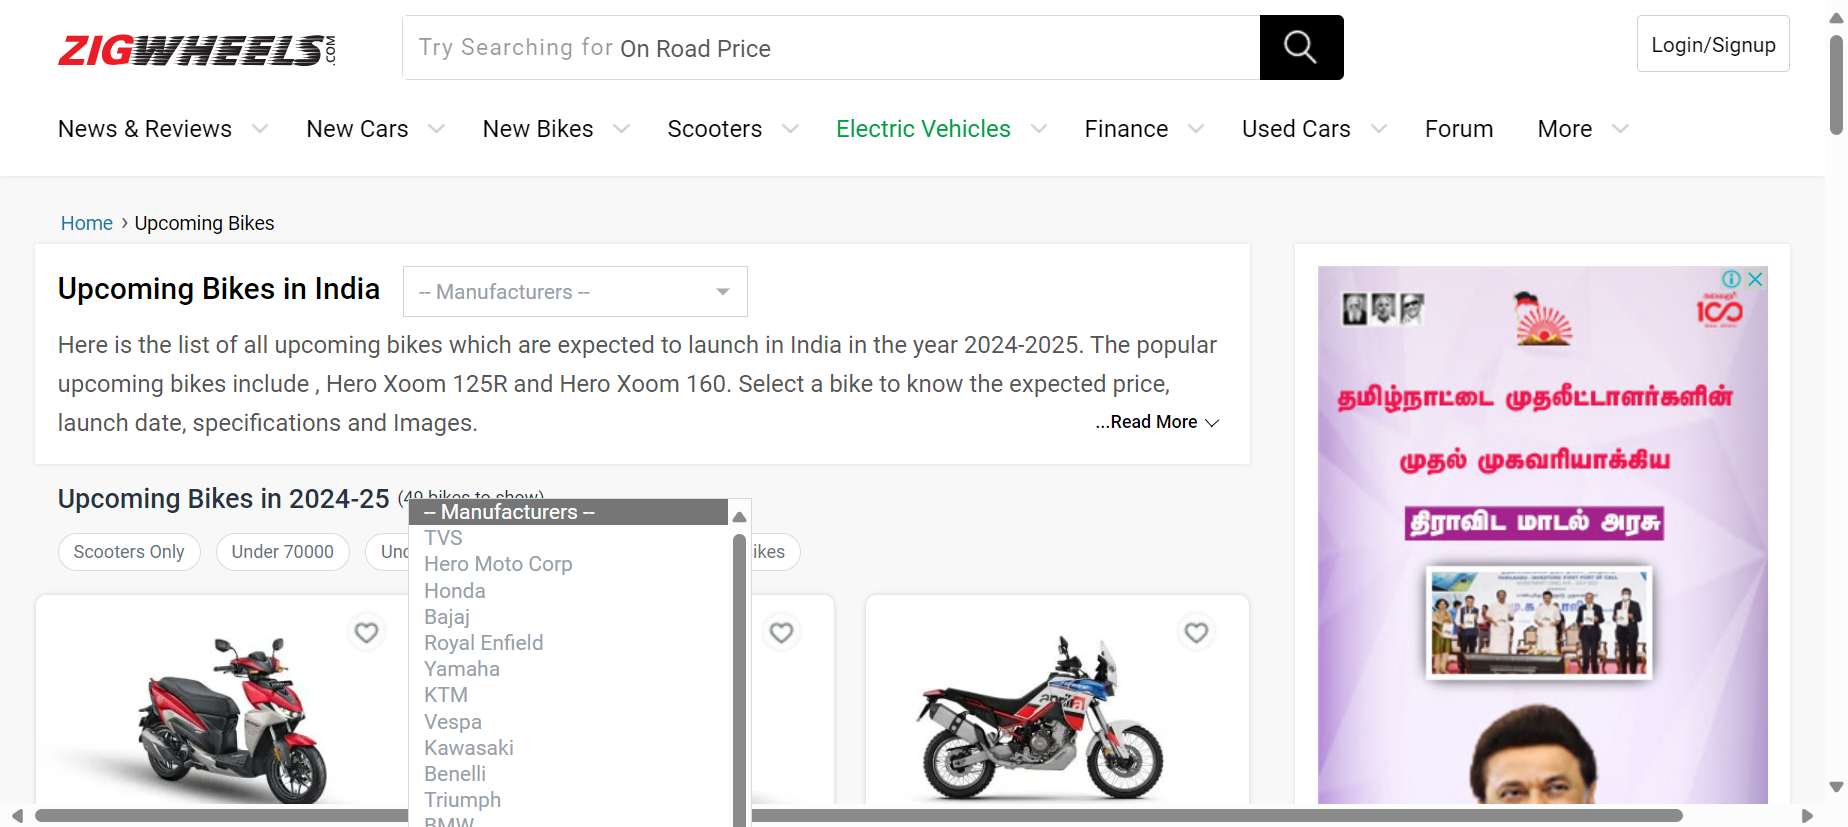 ZIGWHEELS.COM
Try Searching for On Road Price
Login/Signup
News & Reviews
New Cars
New Bikes
Scooters
Electric Vehicles
Finance
Used Cars
Forum
More
Home › Upcoming Bikes
Upcoming Bikes in India
-- Manufacturers --
Here is the list of all upcoming bikes which are expected to launch in India in the year 2024-2025. The popular
upcoming bikes include , Hero Xoom 125R and Hero Xoom 160. Select a bike to know the expected price,
launch date, specifications and Images.
...Read More
Upcoming Bikes in 2024-25 (49 bikes to show)
Scooters Only
Under 70000
Und
ikes
-- Manufacturers --
TVS
Hero Moto Corp
Honda
Bajaj
Royal Enfield
Yamaha
KTM
Vespa
Kawasaki
Benelli
Triumph
BMW
aprilia
100
தமிழ்நாட்டை முதலீட்டாளர்களின்
முதல் முகவரியாக்கிய
திராவிட மாடல் அரசு